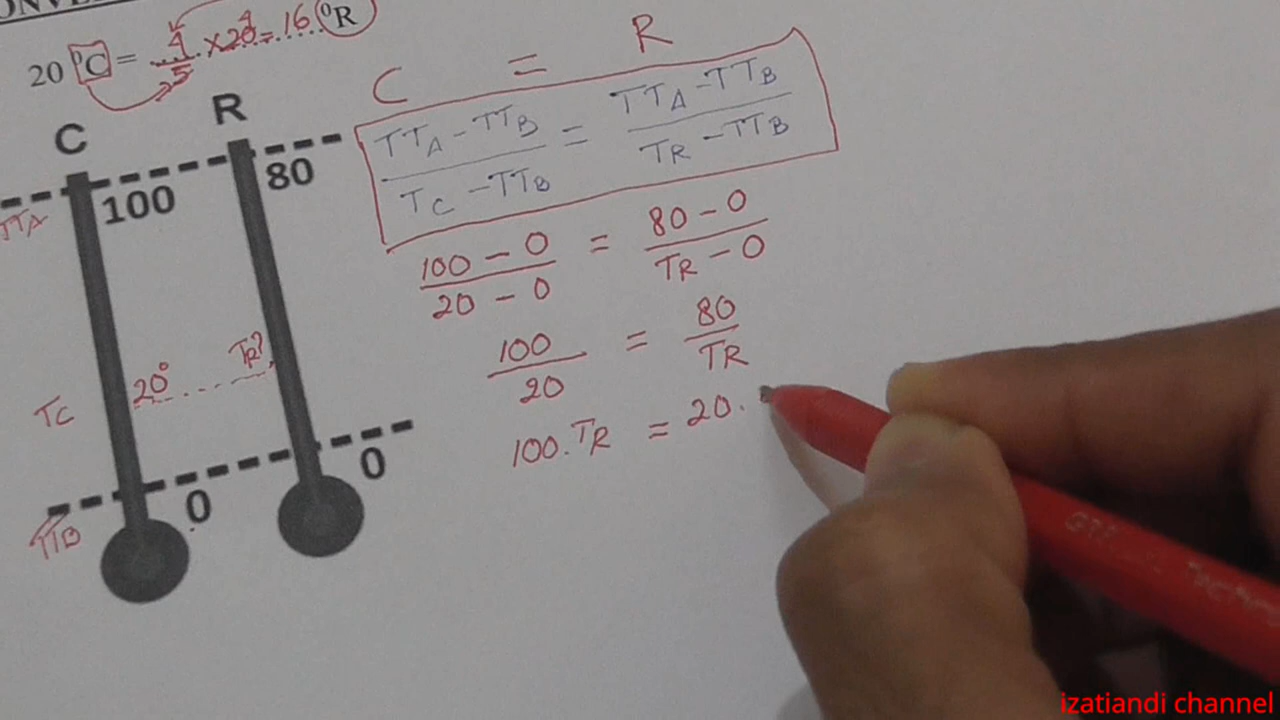 20 °C = 4/5 × 20 4 = 16 °R
C = R
C R
TTA - TTB / TC - TTB = TTA - TTB / TR - TTB
100 80
TTA
100 - 0 / 20 - 0 = 80 - 0 / TR - 0
100 / 20 = 80 / TR
TC 20° TR?
100 . TR = 20 .
0 0
TTB
izatiandi channel